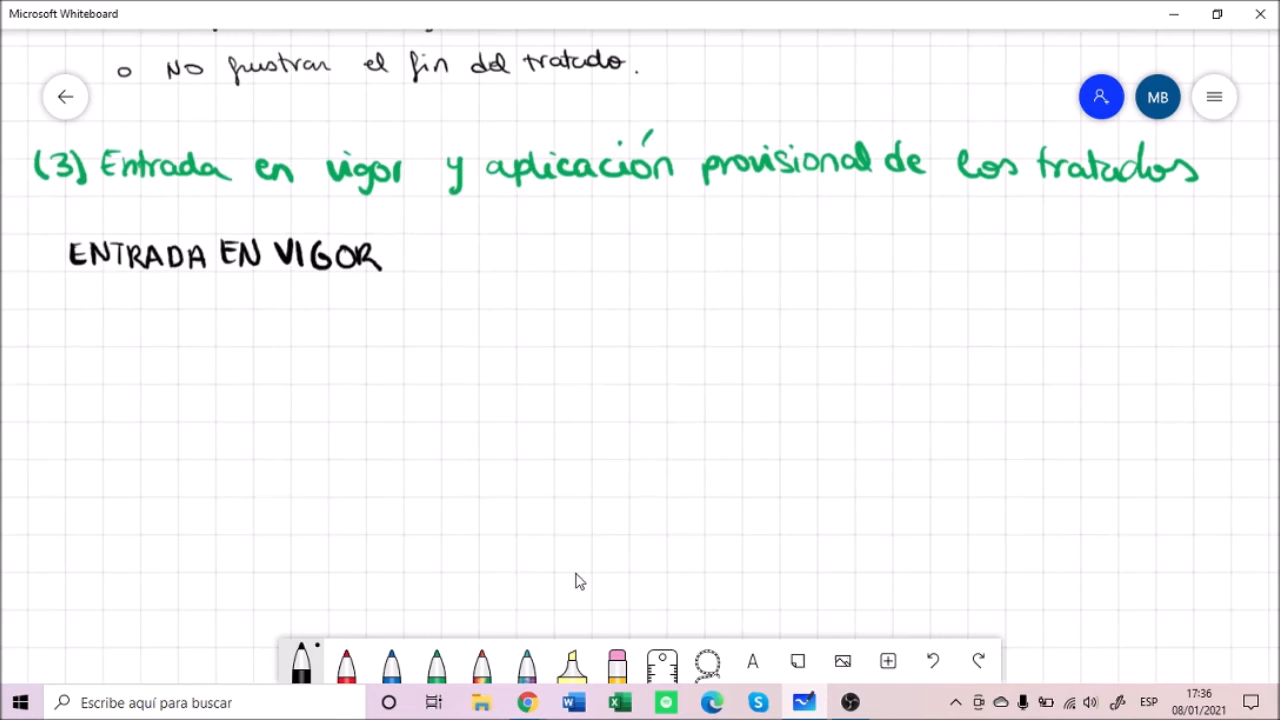 Microsoft Whiteboard
o No frustrar el fin del tratado.
MB
(3) Entrada en vigor y aplicación provisional de los tratados
ENTRADA EN VIGOR
A
Escribe aquí para buscar
ESP
17:36
08/01/2021